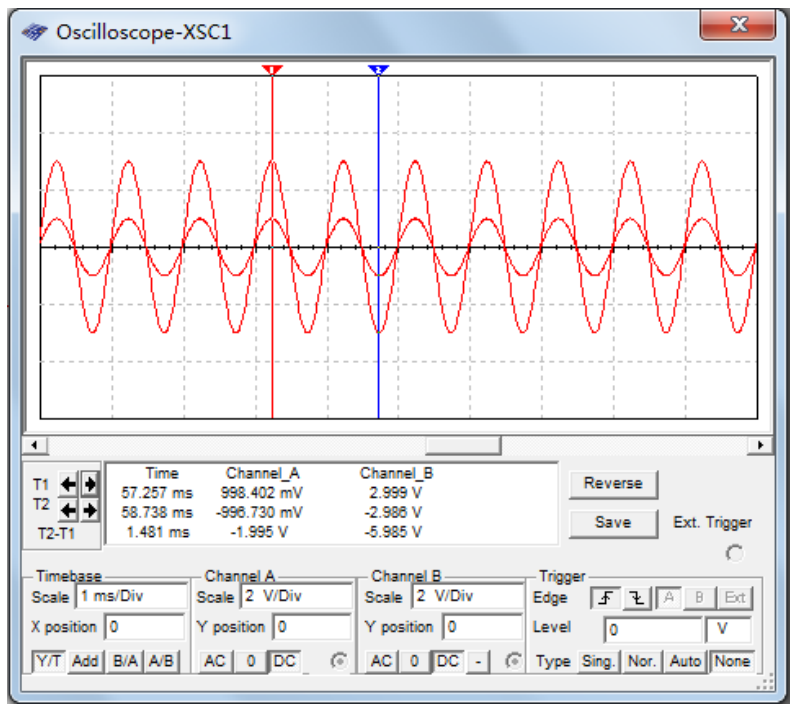 Oscilloscope-XSC1
x
1 2
Time Channel_A Channel_B
T1 57.257 ms 998.402 mV 2.999 V
T2 58.738 ms -996.730 mV -2.986 V
T2-T1 1.481 ms -1.995 V -5.985 V
Reverse
Save Ext. Trigger
Timebase Channel A Channel B Trigger
Scale 1 ms/Div Scale 2 V/Div Scale 2 V/Div Edge A B Ext
X position 0 Y position 0 Y position 0 Level 0 V
Y/T Add B/A A/B AC 0 DC AC 0 DC - Type Sing. Nor. Auto None